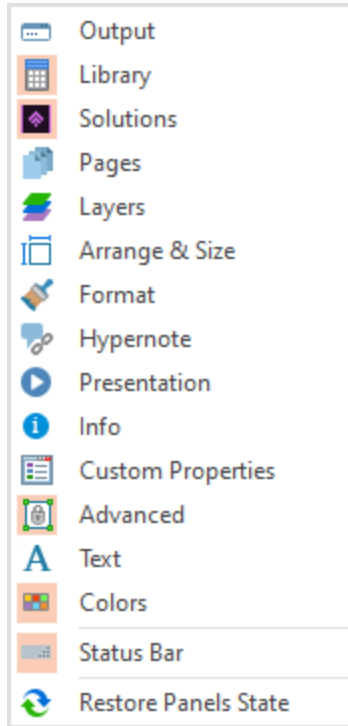 Output
Library
Solutions
Pages
Layers
Arrange & Size
Format
Hypernote
Presentation
Info
Custom Properties
Advanced
Text
Colors
Status Bar
Restore Panels State